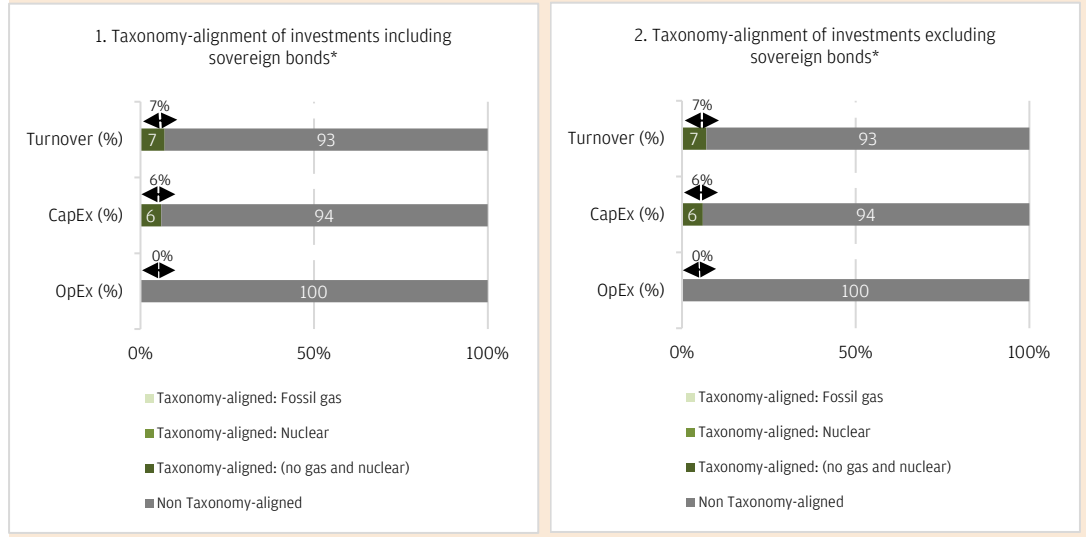 1. Taxonomy-alignment of investments including
sovereign bonds*
7%
Turnover (%)
7
93
6%
CapEx (%)
6
94
0%
OpEx (%)
100
0%
50%
100%
Taxonomy-aligned: Fossil gas
Taxonomy-aligned: Nuclear
Taxonomy-aligned: (no gas and nuclear)
Non Taxonomy-aligned
2. Taxonomy-alignment of investments excluding
sovereign bonds*
7%
Turnover (%)
7
93
6%
CapEx (%)
6
94
0%
OpEx (%)
100
0%
50%
100%
Taxonomy-aligned: Fossil gas
Taxonomy-aligned: Nuclear
Taxonomy-aligned: (no gas and nuclear)
Non Taxonomy-aligned